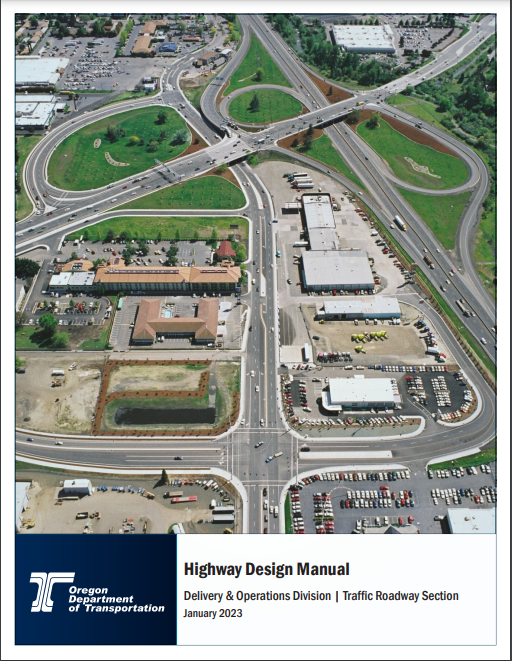 Oregon
Department
of Transportation
Highway Design Manual
Delivery & Operations Division | Traffic Roadway Section
January 2023